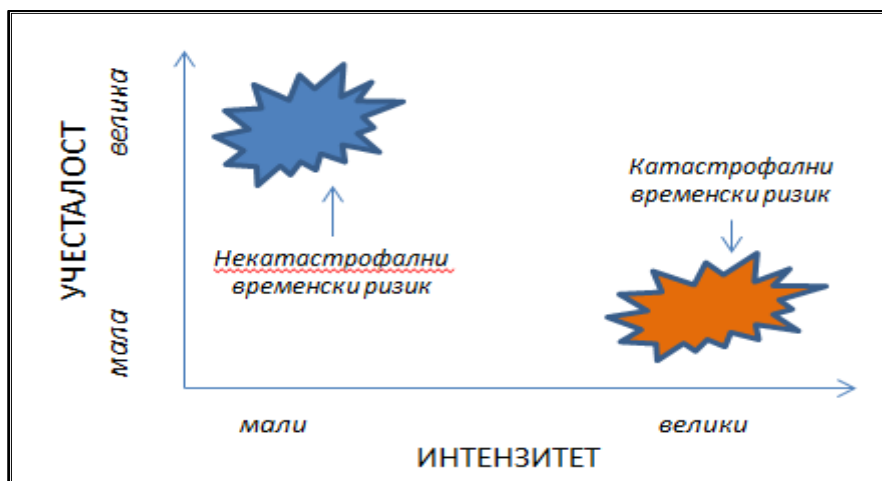 УЧЕСТАЛОСТ
велика
мала
Некатастрофални
временски ризик
Катастрофални
временски ризик
мали
велики
ИНТЕНЗИТЕТ